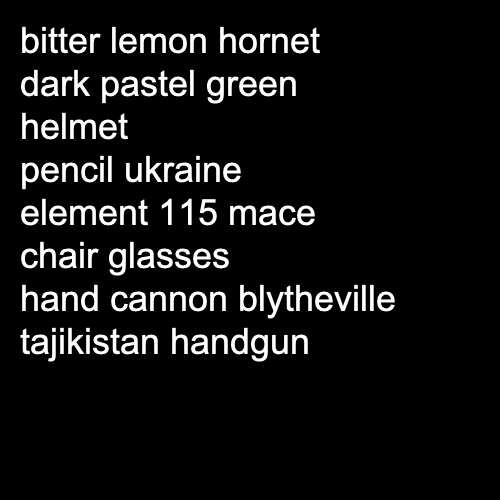 bitter lemon hornet
dark pastel green
helmet
pencil ukraine
element 115 mace
chair glasses
hand cannon blytheville
tajikistan handgun